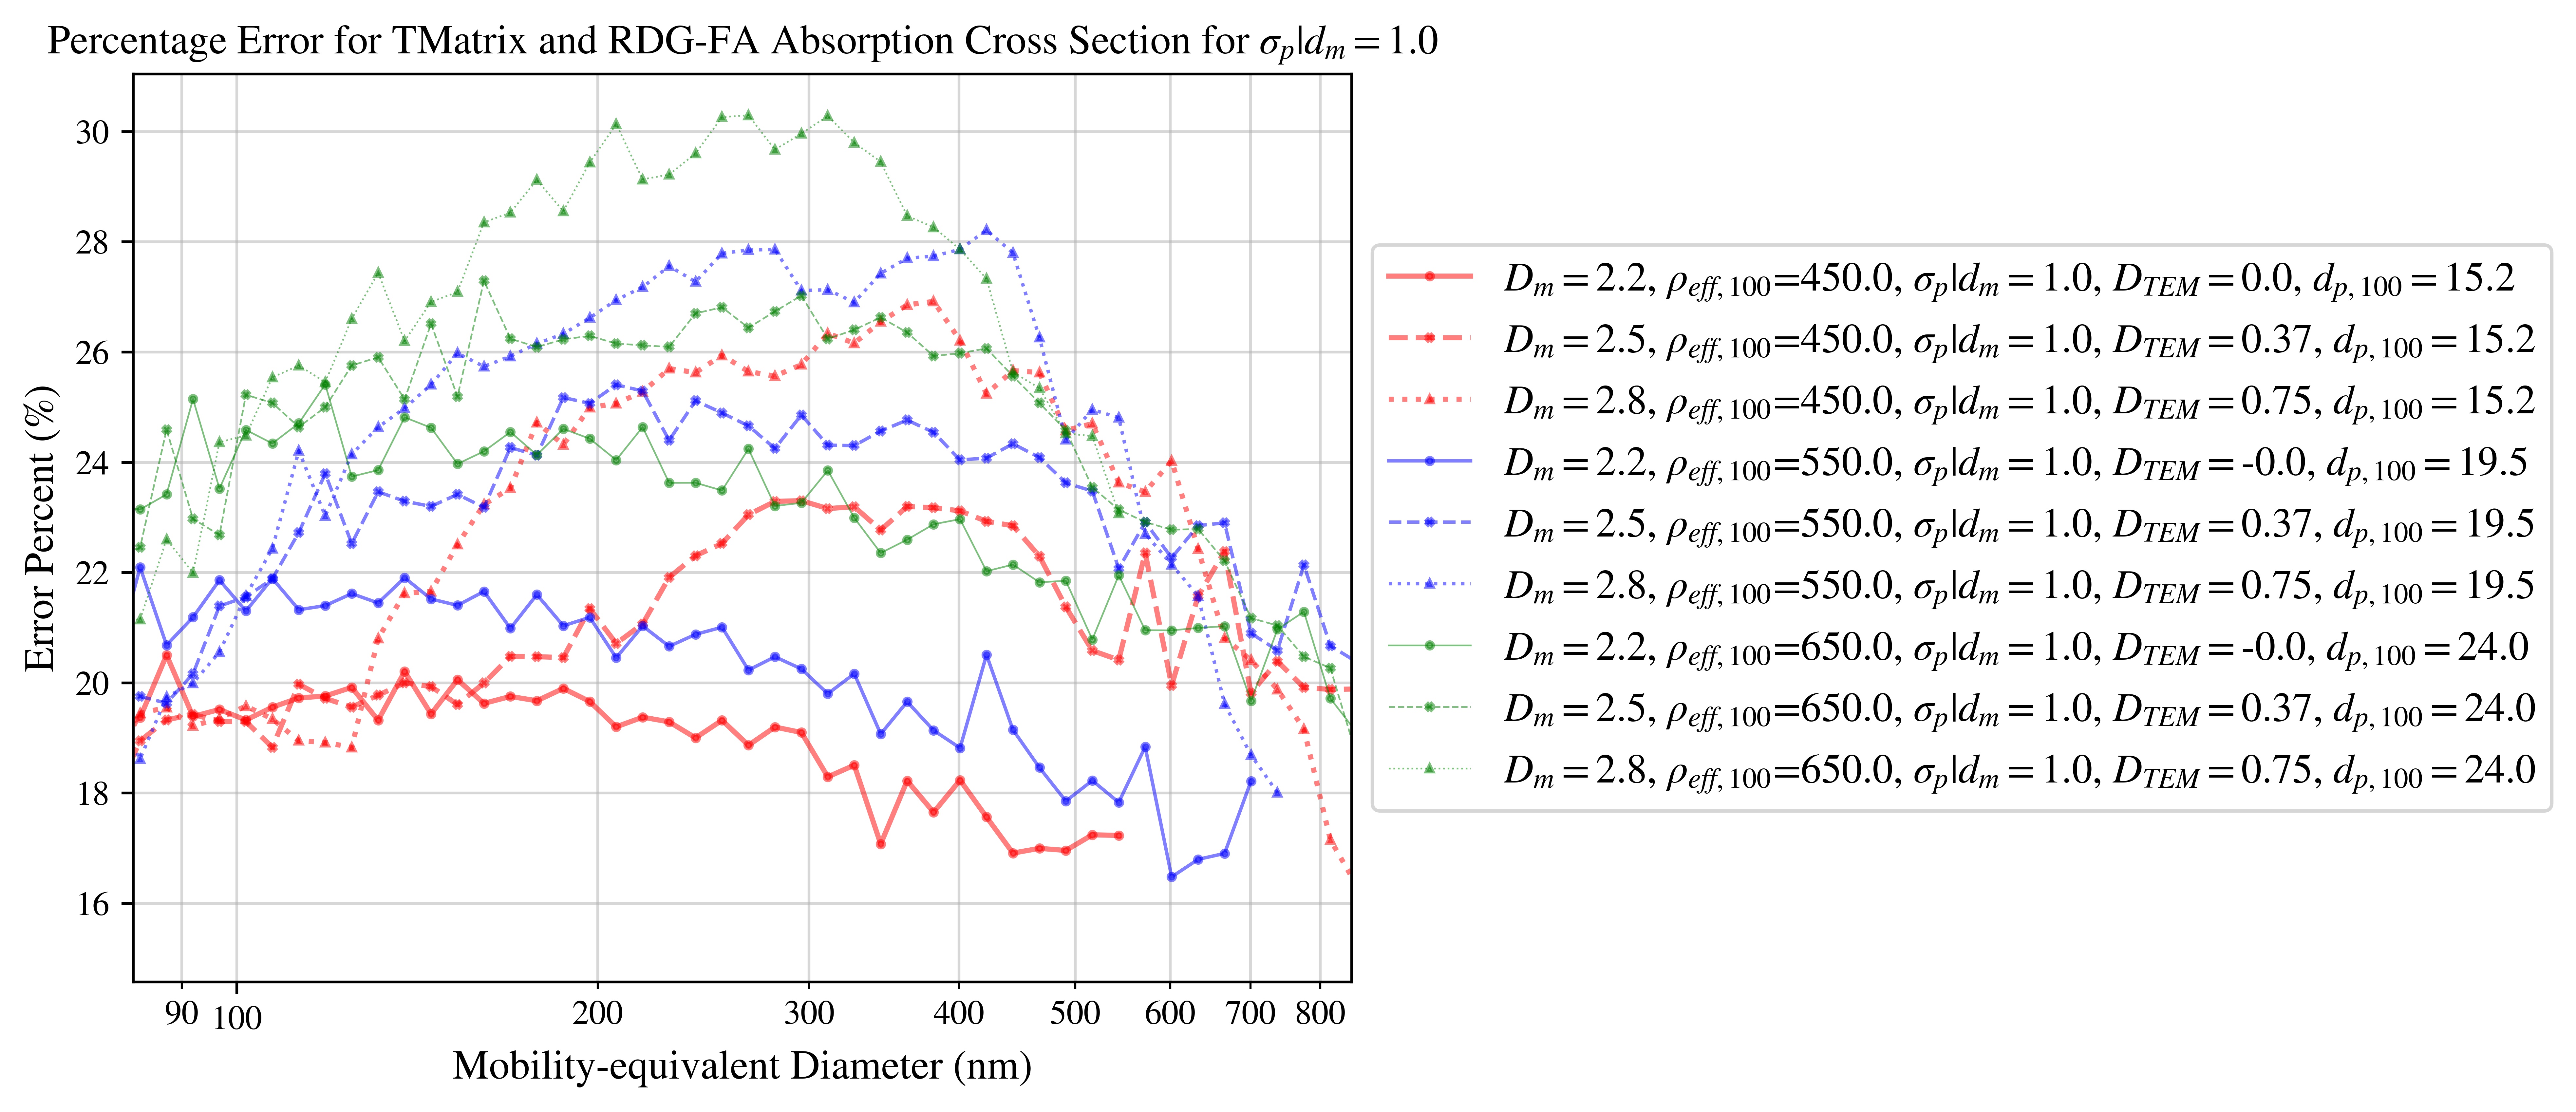 Percentage Error for TMatrix and RDG-FA Absorption Cross Section for σp|dm = 1.0
30
28
26
24
22
20
18
16
Error Percent (%)
90 100 200 300 400 500 600 700 800
Mobility-equivalent Diameter (nm)
Dm = 2.2, ρeff, 100=450.0, σp|dm = 1.0, DTEM = 0.0, dp, 100 = 15.2
Dm = 2.5, ρeff, 100=450.0, σp|dm = 1.0, DTEM = 0.37, dp, 100 = 15.2
Dm = 2.8, ρeff, 100=450.0, σp|dm = 1.0, DTEM = 0.75, dp, 100 = 15.2
Dm = 2.2, ρeff, 100=550.0, σp|dm = 1.0, DTEM = -0.0, dp, 100 = 19.5
Dm = 2.5, ρeff, 100=550.0, σp|dm = 1.0, DTEM = 0.37, dp, 100 = 19.5
Dm = 2.8, ρeff, 100=550.0, σp|dm = 1.0, DTEM = 0.75, dp, 100 = 19.5
Dm = 2.2, ρeff, 100=650.0, σp|dm = 1.0, DTEM = -0.0, dp, 100 = 24.0
Dm = 2.5, ρeff, 100=650.0, σp|dm = 1.0, DTEM = 0.37, dp, 100 = 24.0
Dm = 2.8, ρeff, 100=650.0, σp|dm = 1.0, DTEM = 0.75, dp, 100 = 24.0